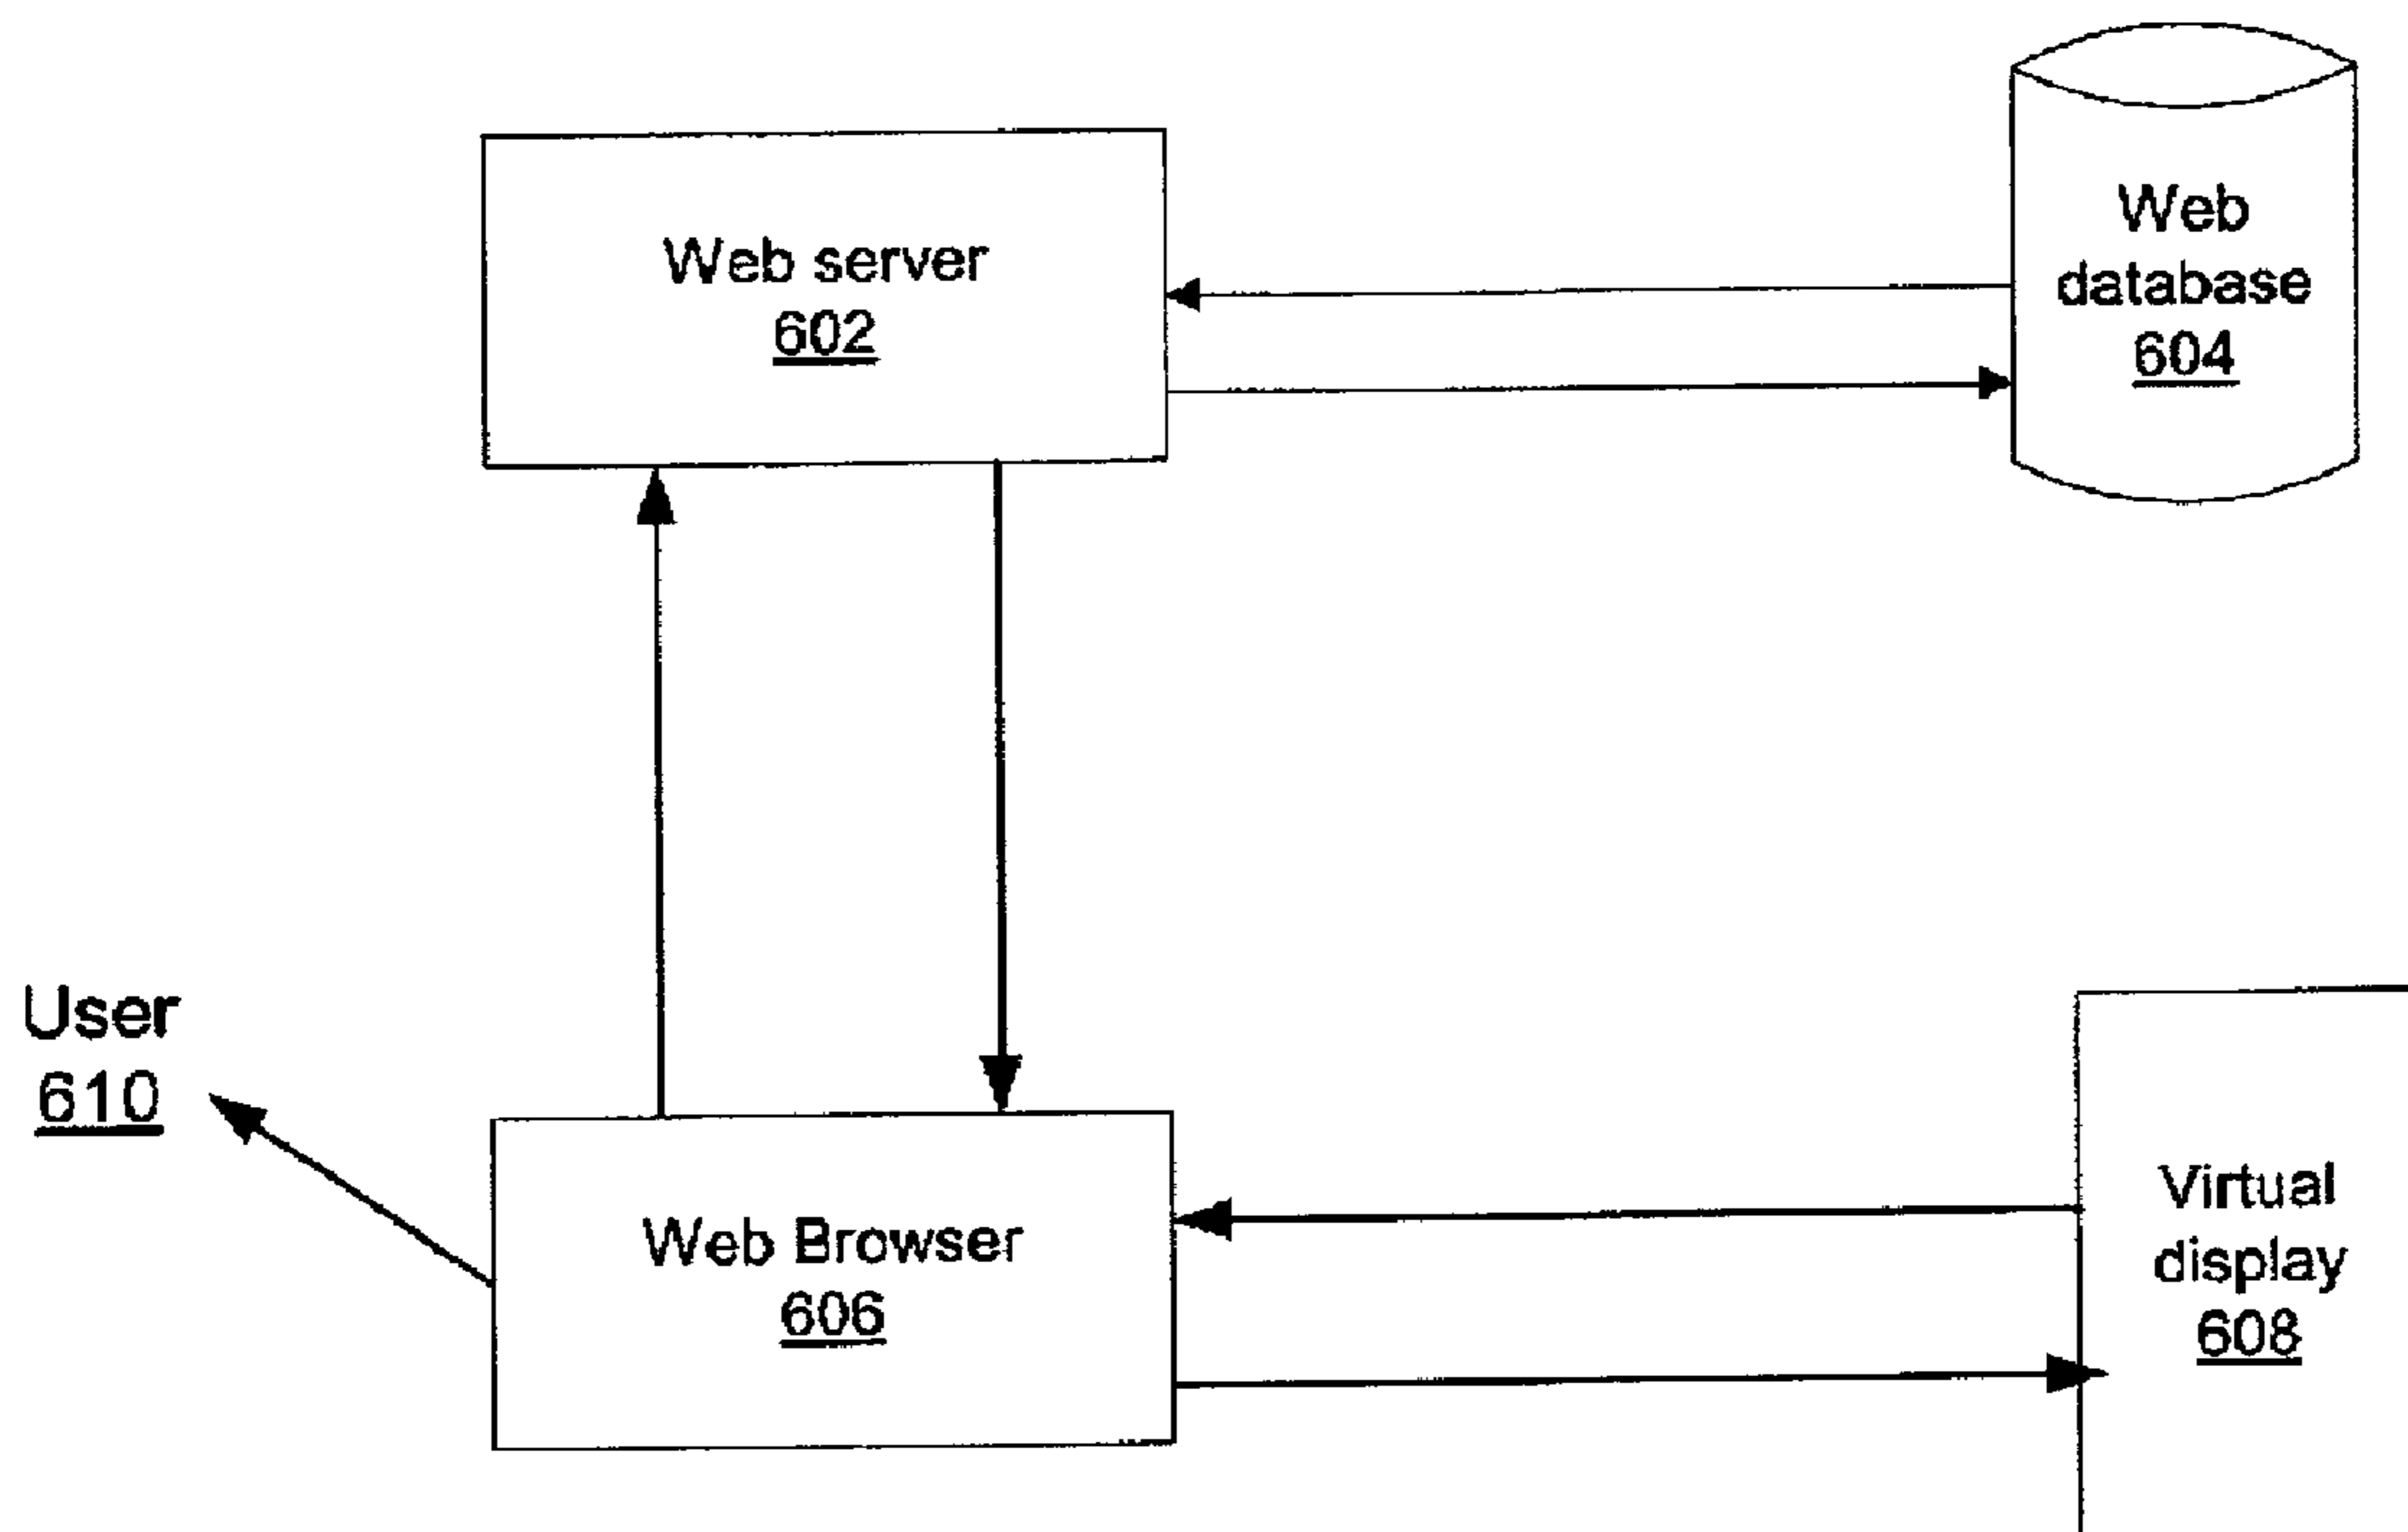 Web server
602
Web
database
604
User
610
Web Browser
606
Virtual
display
608